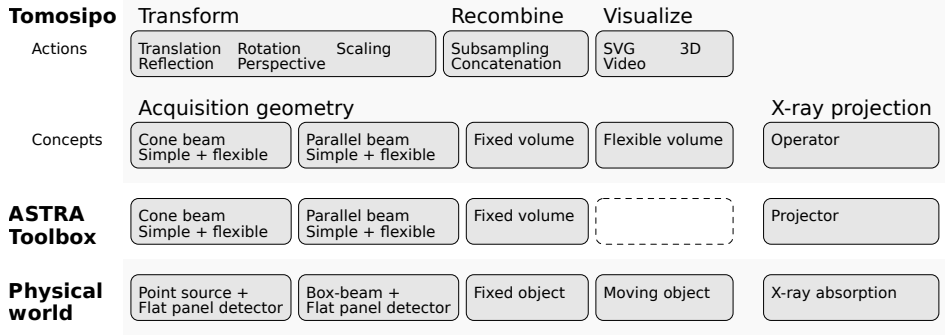 Tomosipo Transform Recombine Visualize
Actions Translation Rotation Scaling Subsampling SVG 3D
Reflection Perspective Concatenation Video
Acquisition geometry X-ray projection
Concepts Cone beam Parallel beam Fixed volume Flexible volume Operator
Simple + flexible Simple + flexible
ASTRA Cone beam Parallel beam Fixed volume Projector
Toolbox Simple + flexible Simple + flexible
Physical Point source + Box-beam + Fixed object Moving object X-ray absorption
world Flat panel detector Flat panel detector